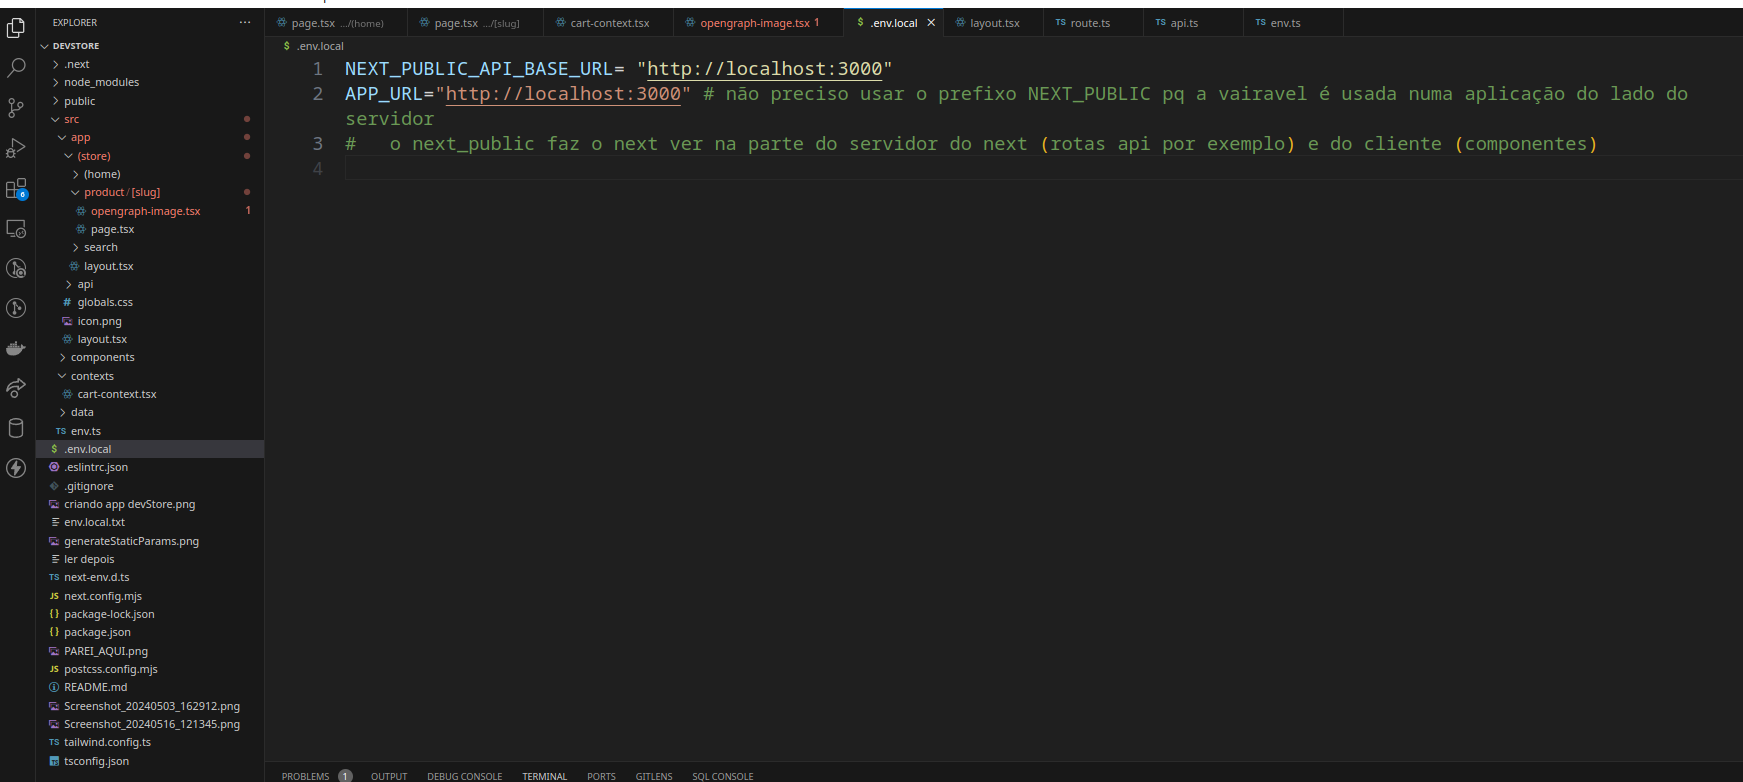 EXPLORER ...
page.tsx .../(home)
page.tsx .../[slug]
cart-context.tsx
opengraph-image.tsx 1
$ .env.local ×
layout.tsx
TS route.ts
TS api.ts
TS env.ts
DEVSTORE
.next
node_modules
public
src
app
(store)
(home)
product / [slug]
opengraph-image.tsx 1
page.tsx
search
layout.tsx
api
# globals.css
icon.png
layout.tsx
components
contexts
cart-context.tsx
data
TS env.ts
$ .env.local
.eslintrc.json
.gitignore
criando app devStore.png
env.local.txt
generateStaticParams.png
ler depois
TS next-env.d.ts
JS next.config.mjs
{ } package-lock.json
{ } package.json
PAREI_AQUI.png
JS postcss.config.mjs
README.md
Screenshot_20240503_162912.png
Screenshot_20240516_121345.png
TS tailwind.config.ts
tsconfig.json
$ .env.local
1 NEXT_PUBLIC_API_BASE_URL= "http://localhost:3000"
2 APP_URL="http://localhost:3000" # não preciso usar o prefixo NEXT_PUBLIC pq a vairavel é usada numa aplicação do lado do
servidor
3 #   o next_public faz o next ver na parte do servidor do next (rotas api por exemplo) e do cliente (componentes)
4
6
PROBLEMS 1 OUTPUT DEBUG CONSOLE TERMINAL PORTS GITLENS SQL CONSOLE